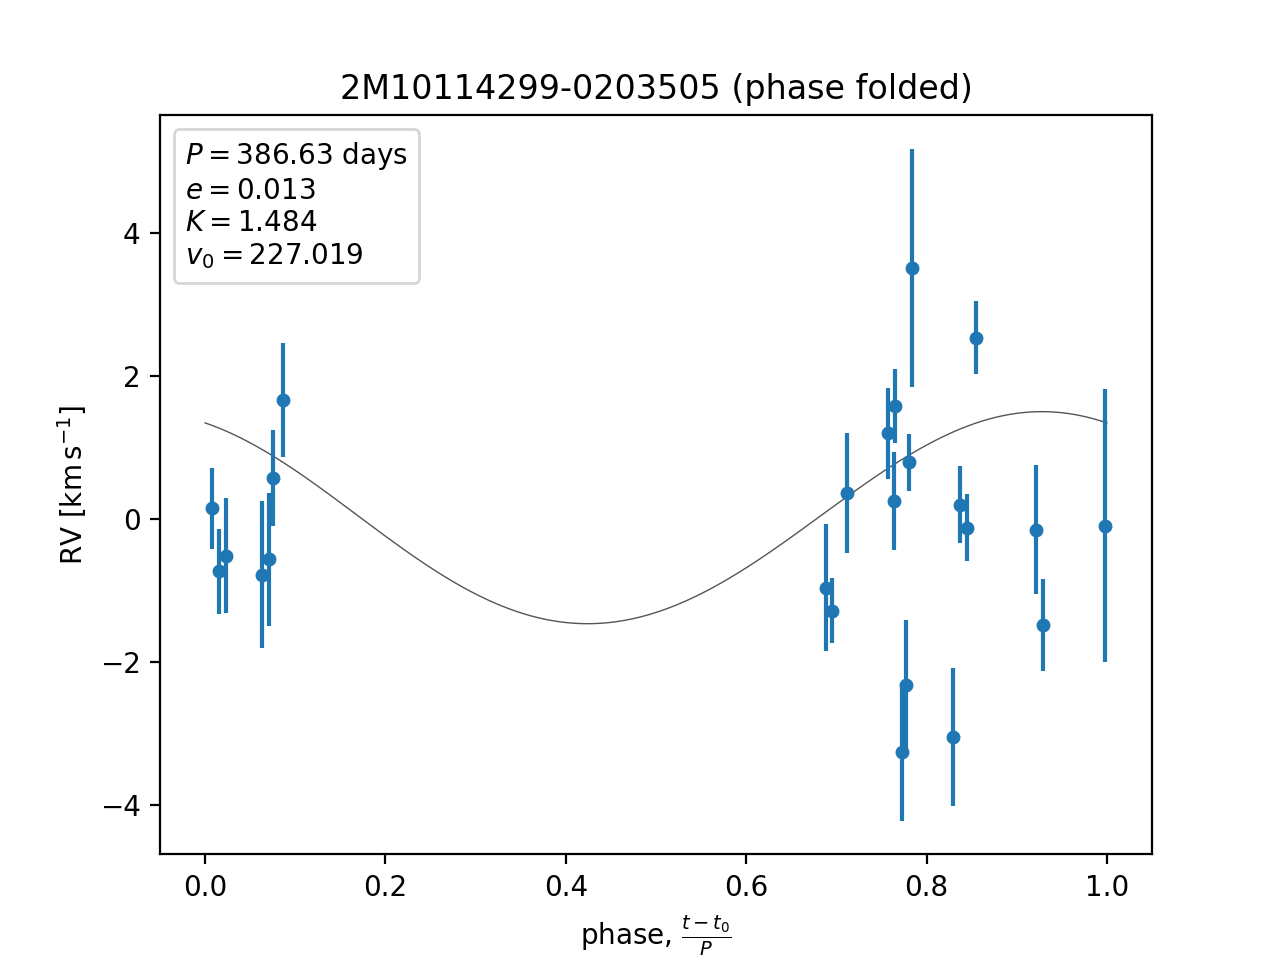 2M10114299-0203505 (phase folded)
P = 386.63 days
e = 0.013
K = 1.484
v₀ = 227.019
RV [km s⁻¹]
4
2
0
−2
−4
0.0 0.2 0.4 0.6 0.8 1.0
phase, (t − t₀)/P